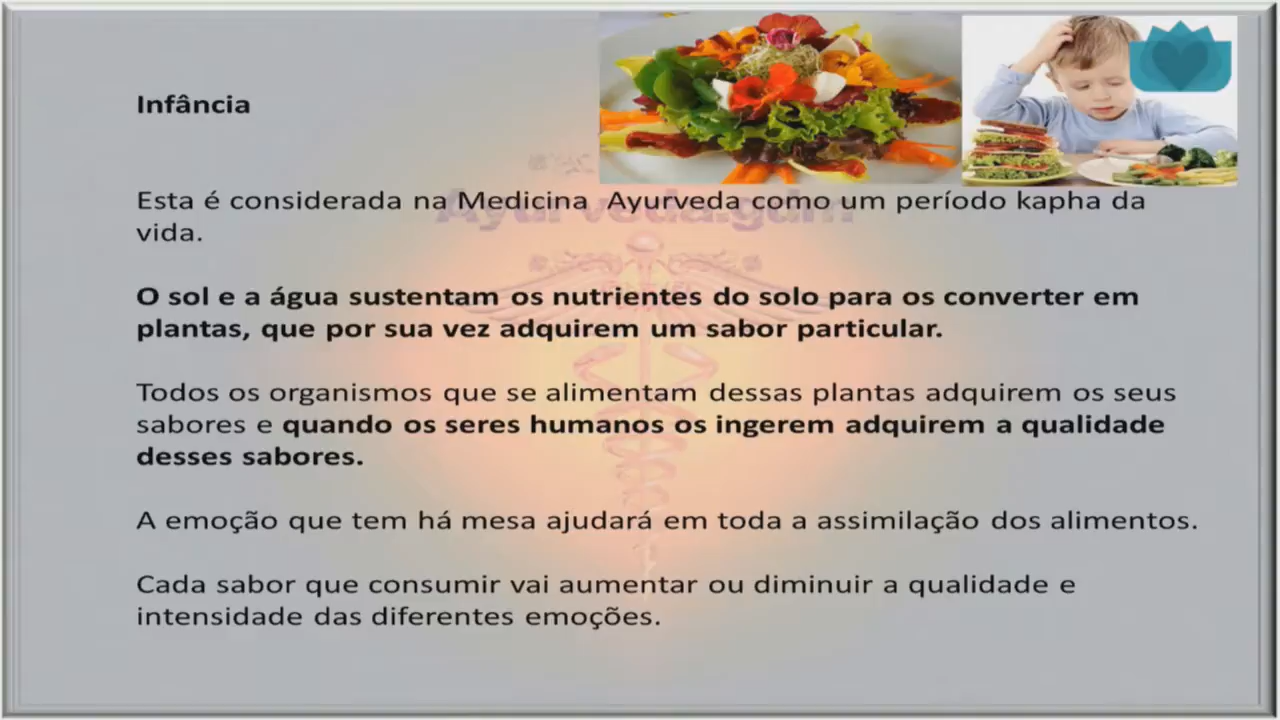 Infância
Esta é considerada na Medicina Ayurveda como um período kapha da
vida.
Ayurveda.gdm
O sol e a água sustentam os nutrientes do solo para os converter em
plantas, que por sua vez adquirem um sabor particular.
Todos os organismos que se alimentam dessas plantas adquirem os seus
sabores e quando os seres humanos os ingerem adquirem a qualidade
desses sabores.
A emoção que tem há mesa ajudará em toda a assimilação dos alimentos.
Cada sabor que consumir vai aumentar ou diminuir a qualidade e
intensidade das diferentes emoções.